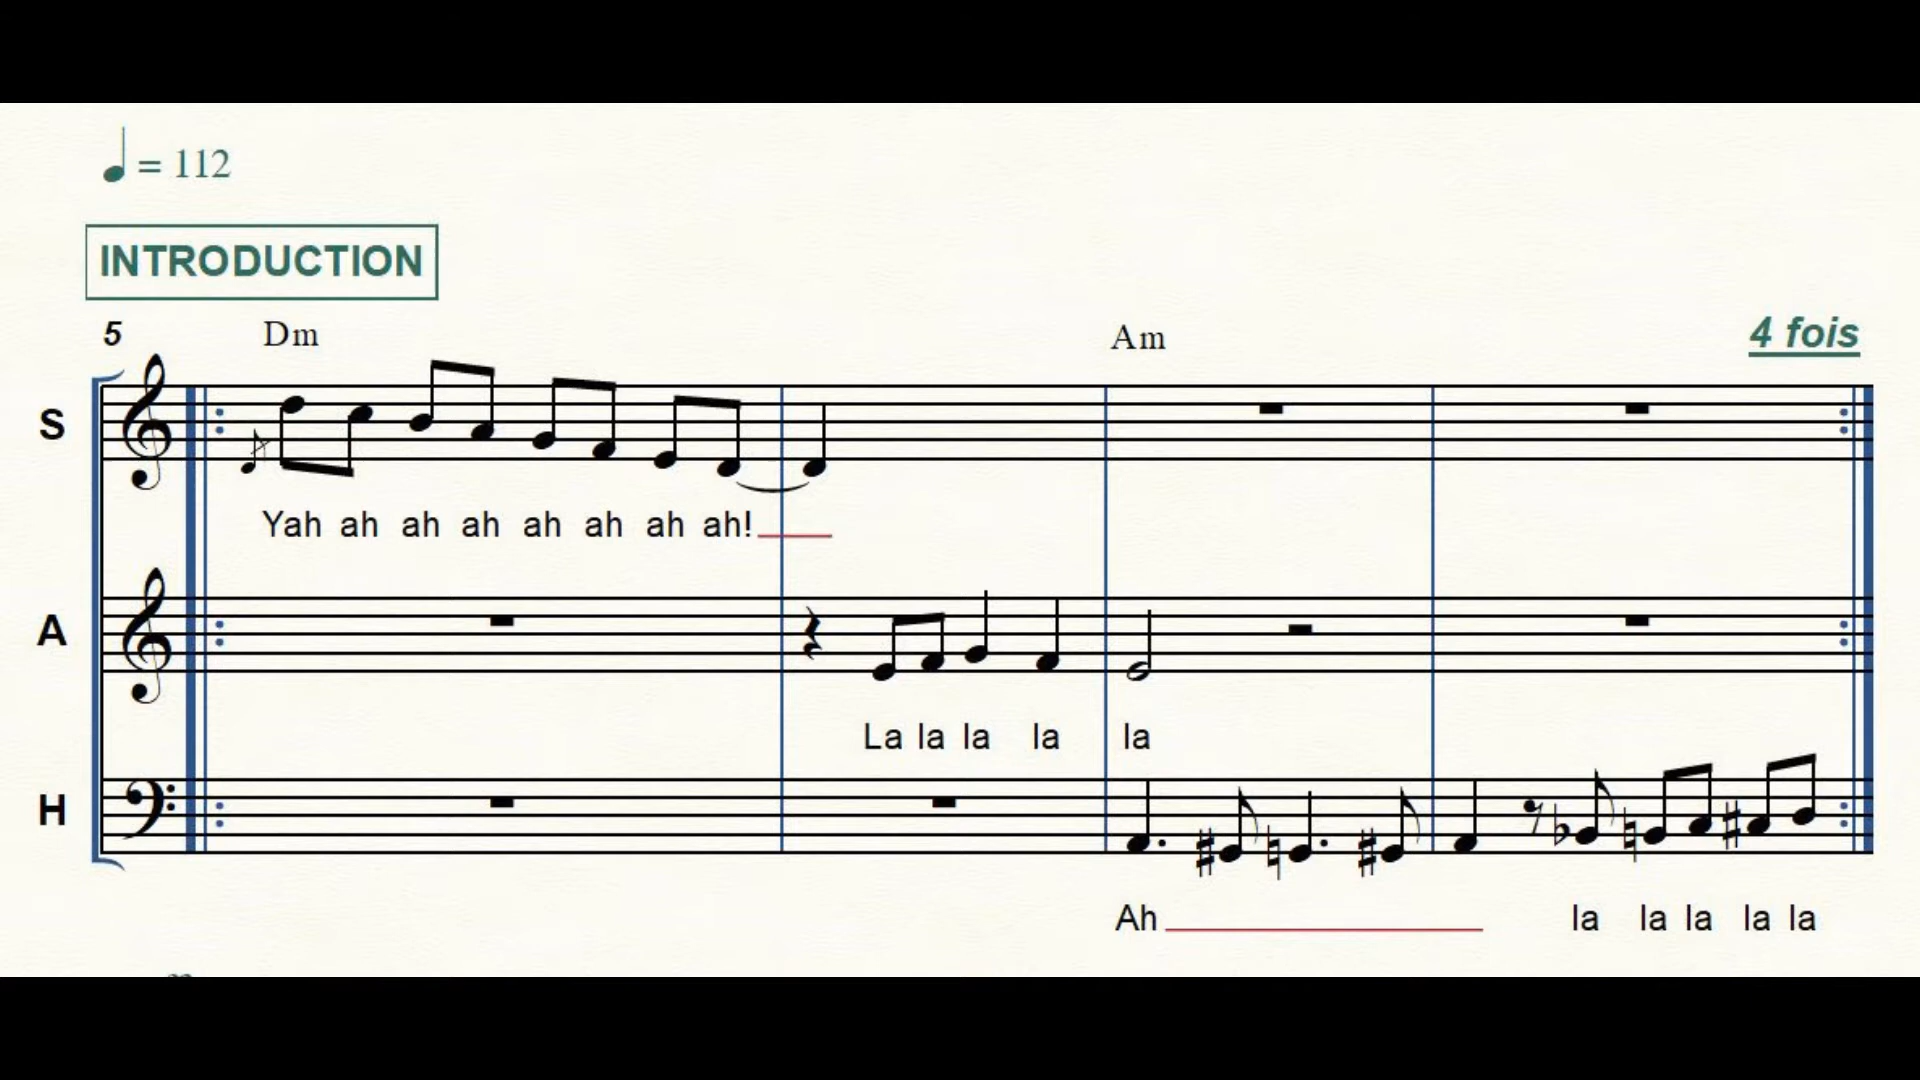 = 112
INTRODUCTION
5 Dm Am 4 fois
S
Yah ah ah ah ah ah ah ah!
A
La la la la la
H
Ah la la la la la